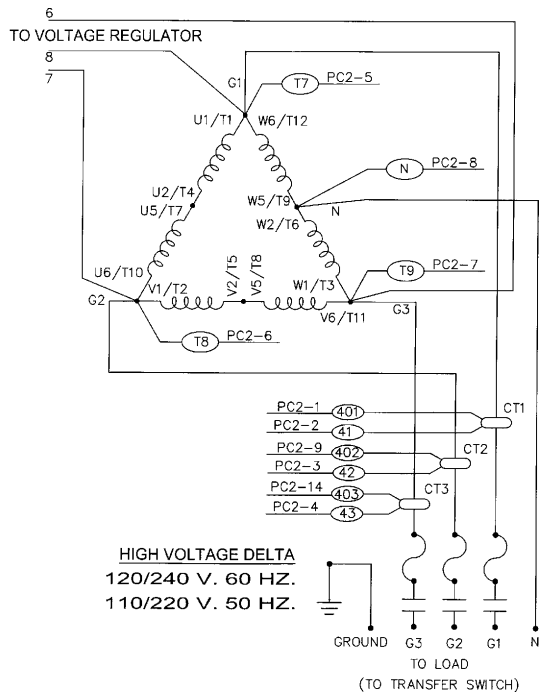 6
TO VOLTAGE REGULATOR
8
7
G1
T7 PC2-5
U1/T1 W6/T12
N PC2-8
U2/T4 W5/T9
U5/T7 W2/T6 N
T9 PC2-7
U6/T10 V2/T5 V5/T8 W1/T3
G2 V1/T2 V6/T11 G3
T8 PC2-6
PC2-1 401 CT1
PC2-2 41
PC2-9 402 CT2
PC2-3 42
PC2-14 403 CT3
PC2-4 43
HIGH VOLTAGE DELTA
120/240 V. 60 HZ.
110/220 V. 50 HZ.
GROUND G3 G2 G1 N
TO LOAD
(TO TRANSFER SWITCH)